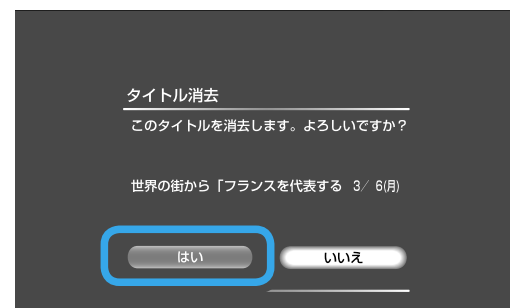 タイトル消去
このタイトルを消去します。よろしいですか？
世界の街から「フランスを代表する 3／ 6(月)
はい いいえ